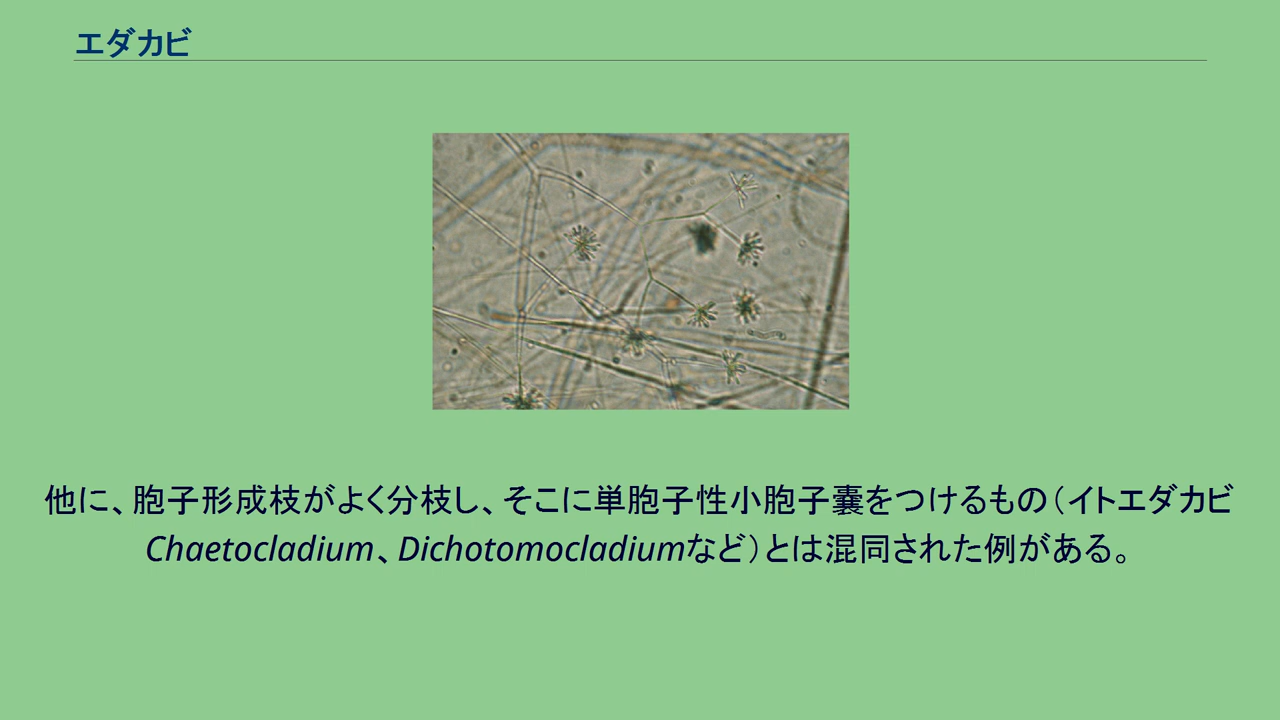 エダカビ
他に、胞子形成枝がよく分枝し、そこに単胞子性小胞子嚢をつけるもの（イトエダカビ
Chaetocladium、Dichotomocladiumなど）とは混同された例がある。